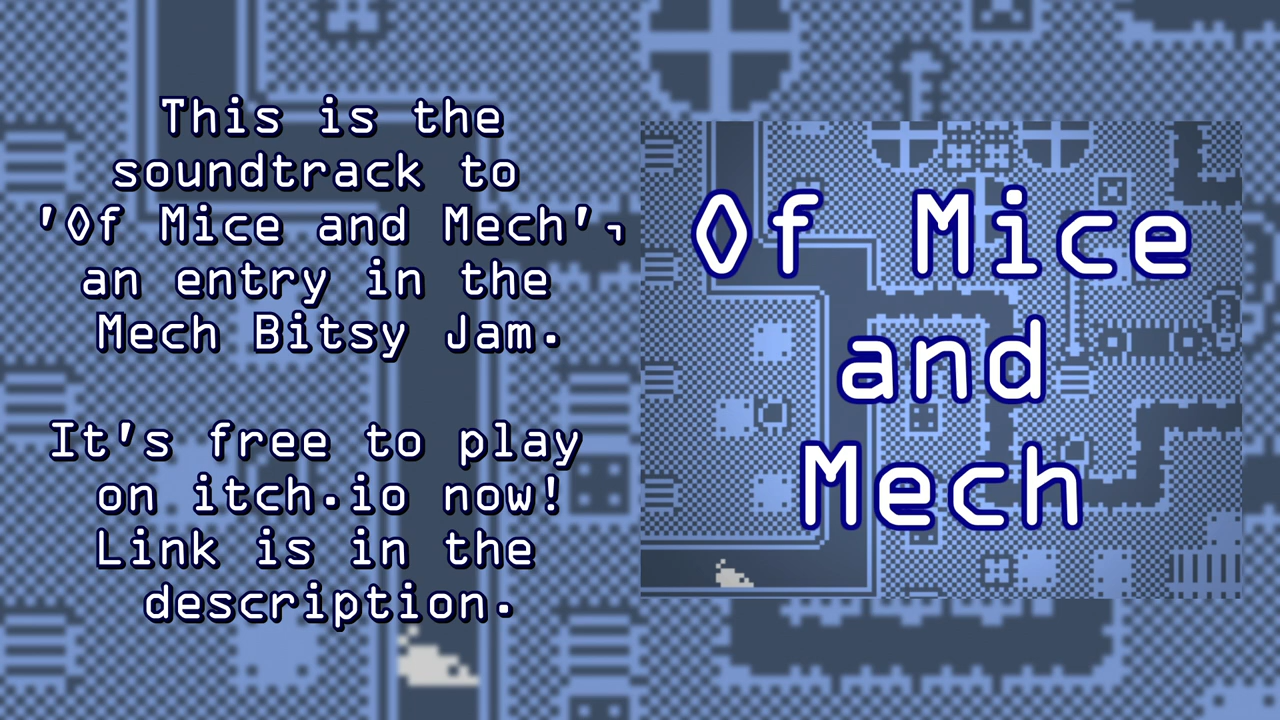 This is the
soundtrack to
'Of Mice and Mech',
an entry in the
Mech Bitsy Jam.
It's free to play
on itch.io now!
Link is in the
description.
Of Mice
and
Mech